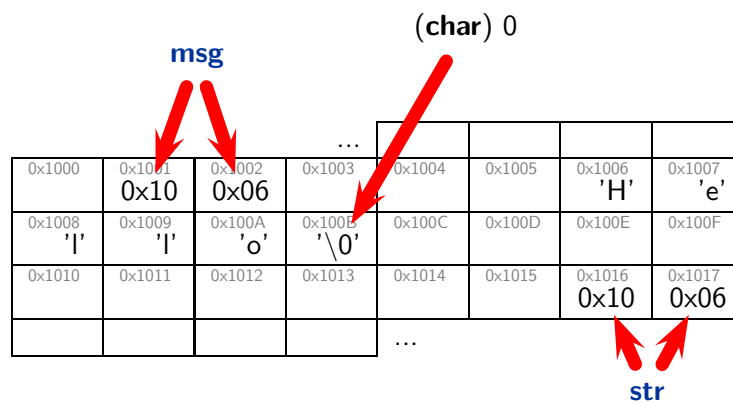 (char) 0
msg
...
0x1000 0x1001 0x1002 0x1003 0x1004 0x1005 0x1006 0x1007
0x10 0x06 'H' 'e'
0x1008 0x1009 0x100A 0x100B 0x100C 0x100D 0x100E 0x100F
'l' 'l' 'o' '\0'
0x1010 0x1011 0x1012 0x1013 0x1014 0x1015 0x1016 0x1017
0x10 0x06
...
str